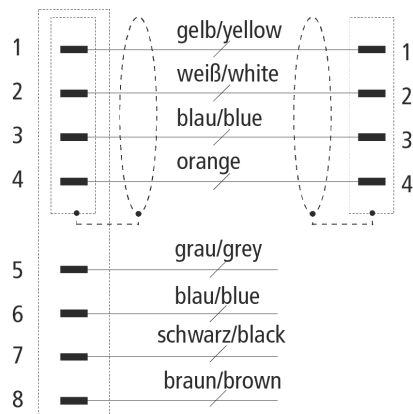 1 gelb/yellow 1
2 weiß/white 2
3 blau/blue 3
4 orange 4
5 grau/grey
6 blau/blue
7 schwarz/black
8 braun/brown